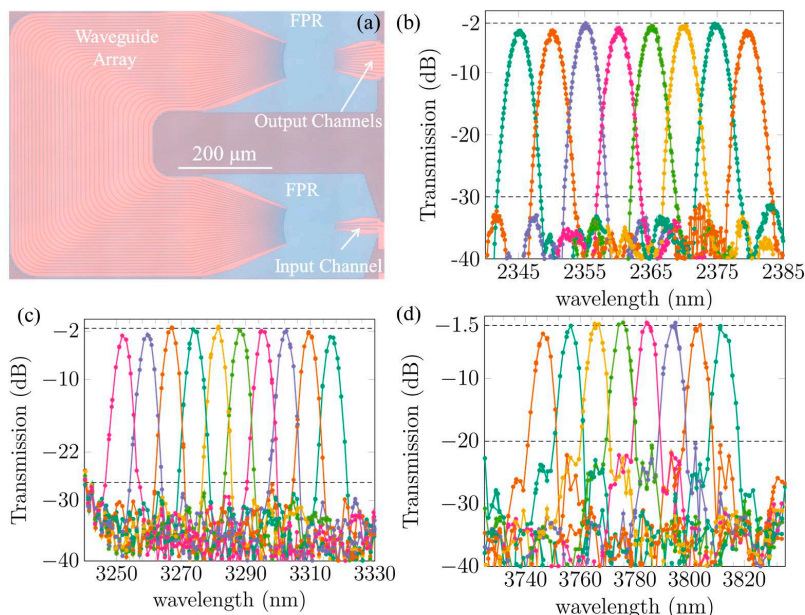 (a)
FPR
Waveguide
Array
Output Channels
200 µm
FPR
Input Channel
(b)
Transmission (dB)
-2
-10
-20
-30
-40
2345 2355 2365 2375 2385
wavelength (nm)
(c)
Transmission (dB)
−2
−10
−22
−30
−40
3250 3270 3290 3310 3330
wavelength (nm)
(d)
Transmission (dB)
−1.5
−10
−20
−30
−40
3740 3760 3780 3800 3820
wavelength (nm)